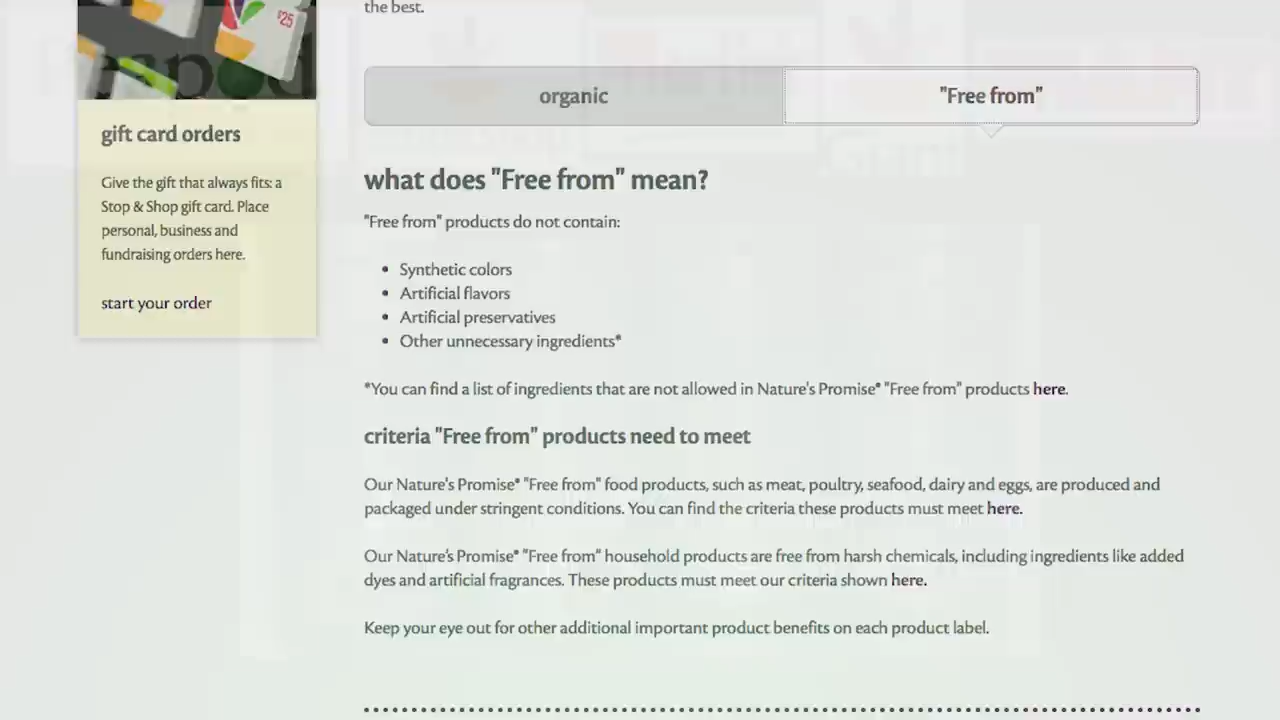 the best.
$25
gift card orders
Give the gift that always fits: a
Stop & Shop gift card. Place
personal, business and
fundraising orders here.
start your order
organic
"Free from"
what does "Free from" mean?
"Free from" products do not contain:
• Synthetic colors
• Artificial flavors
• Artificial preservatives
• Other unnecessary ingredients*
*You can find a list of ingredients that are not allowed in Nature's Promise® "Free from" products here.
criteria "Free from" products need to meet
Our Nature's Promise® "Free from" food products, such as meat, poultry, seafood, dairy and eggs, are produced and
packaged under stringent conditions. You can find the criteria these products must meet here.
Our Nature's Promise® "Free from" household products are free from harsh chemicals, including ingredients like added
dyes and artificial fragrances. These products must meet our criteria shown here.
Keep your eye out for other additional important product benefits on each product label.